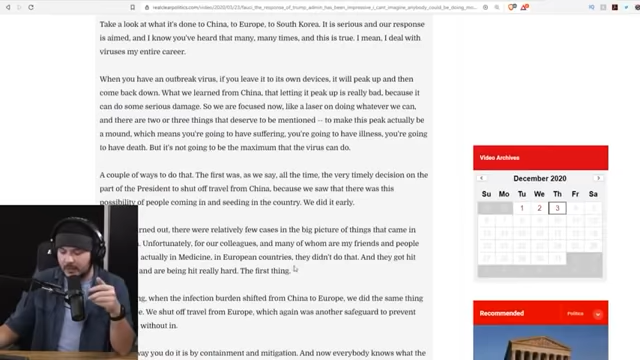 realclearpolitics.com/video/2020/03/23/fauci_the_response_of_trump_admin_has_been_impressive_i_cant_imagine_anybody_could_be_doing_mo...
Take a look at what it's done to China, to Europe, to South Korea. It is serious and our response
is aimed, and I know you've heard that many, many times, and this is true. I mean, I deal with
viruses my entire career.
When you have an outbreak virus, if you leave it to its own devices, it will peak up and then
come back down. What we learned from China, that letting it peak up is really bad, because it
can do some serious damage. So we are focused now, like a laser on doing whatever we can,
and there are two or three things that deserve to be mentioned -- to make this peak actually be
a mound, which means you're going to have suffering, you're going to have illness, you're going
to have death. But it's not going to be the maximum that the virus can do.
A couple of ways to do that. The first was, as we say, all the time, the very timely decision on the
part of the President to shut off travel from China, because we saw that there was this
possibility of people coming in and seeding in the country. We did it early.
rned out, there were relatively few cases in the big picture of things that came in
Unfortunately, for our colleagues, and many of whom are my friends and people
actually in Medicine, in European countries, they didn't do that. And they got hit
and are being hit really hard. The first thing.
when the infection burden shifted from China to Europe, we did the same thing
We shut off travel from Europe, which again was another safeguard to prevent
without in.
way you do it is by containment and mitigation. And now everybody knows what the
Video Archives
December 2020
Su Mo Tu We Th Fr Sa
1 2 3
Recommended
Politics